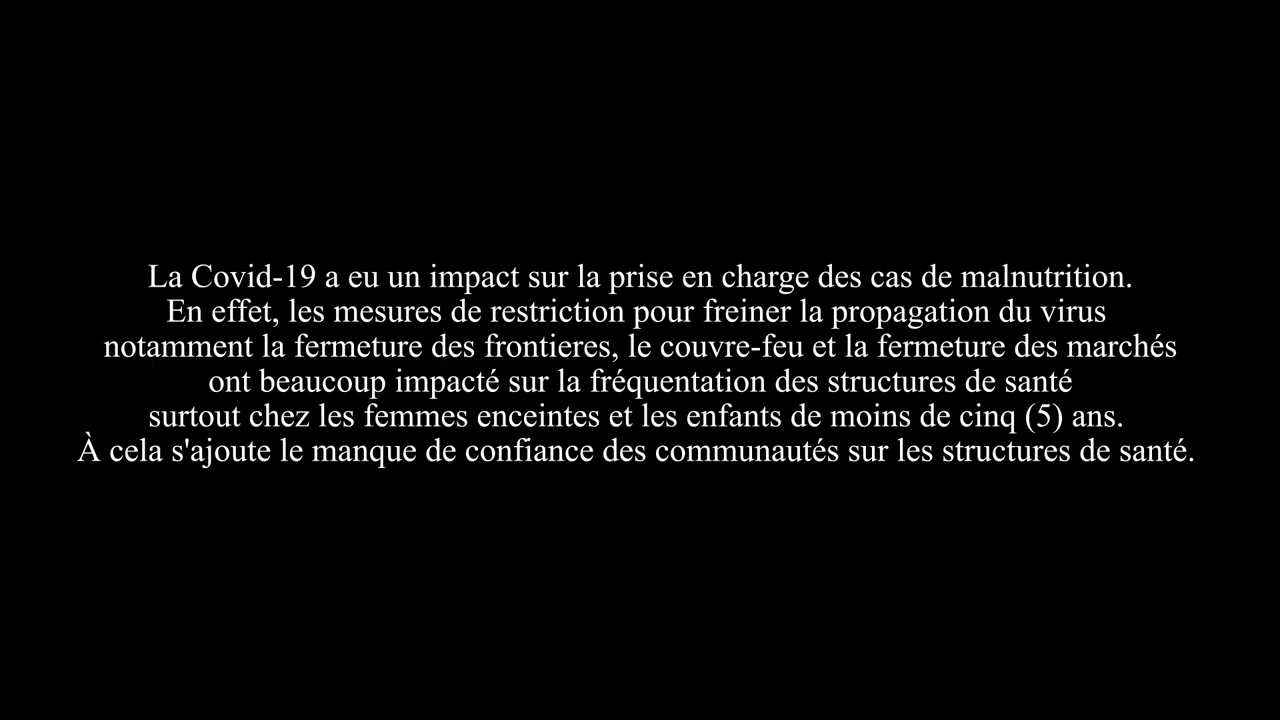 La Covid-19 a eu un impact sur la prise en charge des cas de malnutrition.
En effet, les mesures de restriction pour freiner la propagation du virus
notamment la fermeture des frontieres, le couvre-feu et la fermeture des marchés
ont beaucoup impacté sur la fréquentation des structures de santé
surtout chez les femmes enceintes et les enfants de moins de cinq (5) ans.
À cela s'ajoute le manque de confiance des communautés sur les structures de santé.